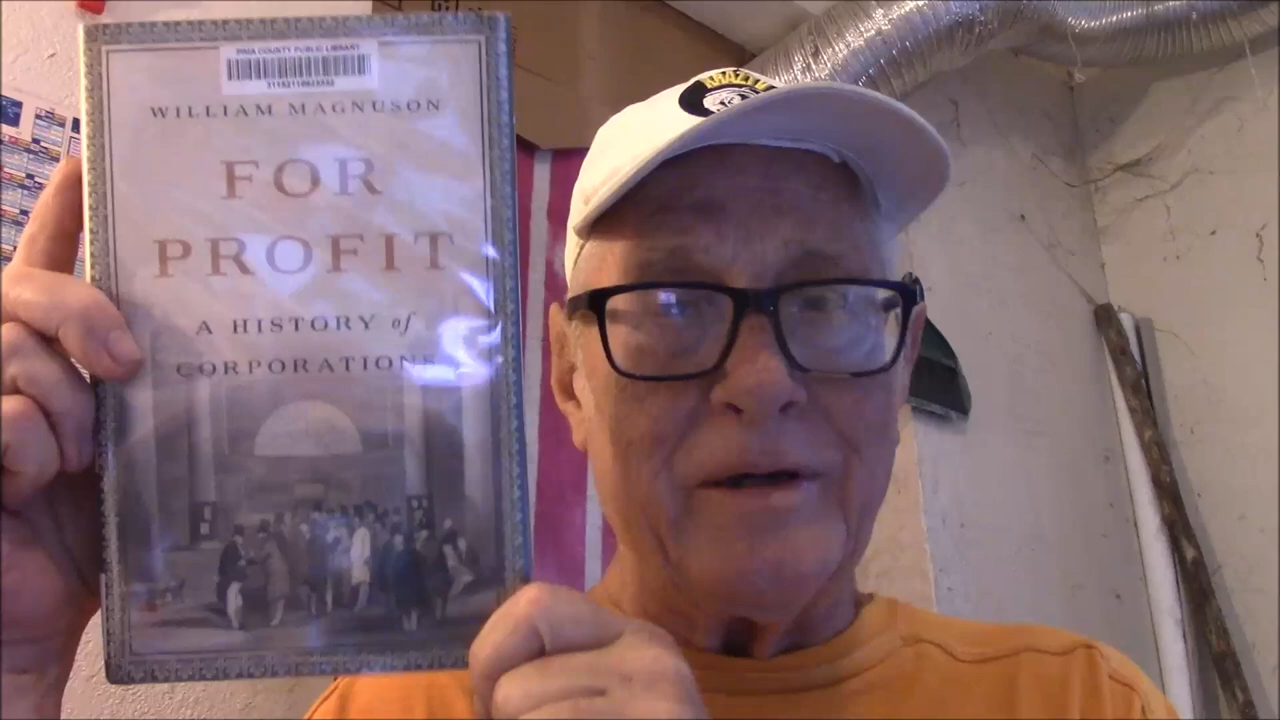 PIMA COUNTY PUBLIC LIBRARY
WILLIAM MAGNUSON
FOR
PROFIT
A HISTORY of
CORPORATIONS